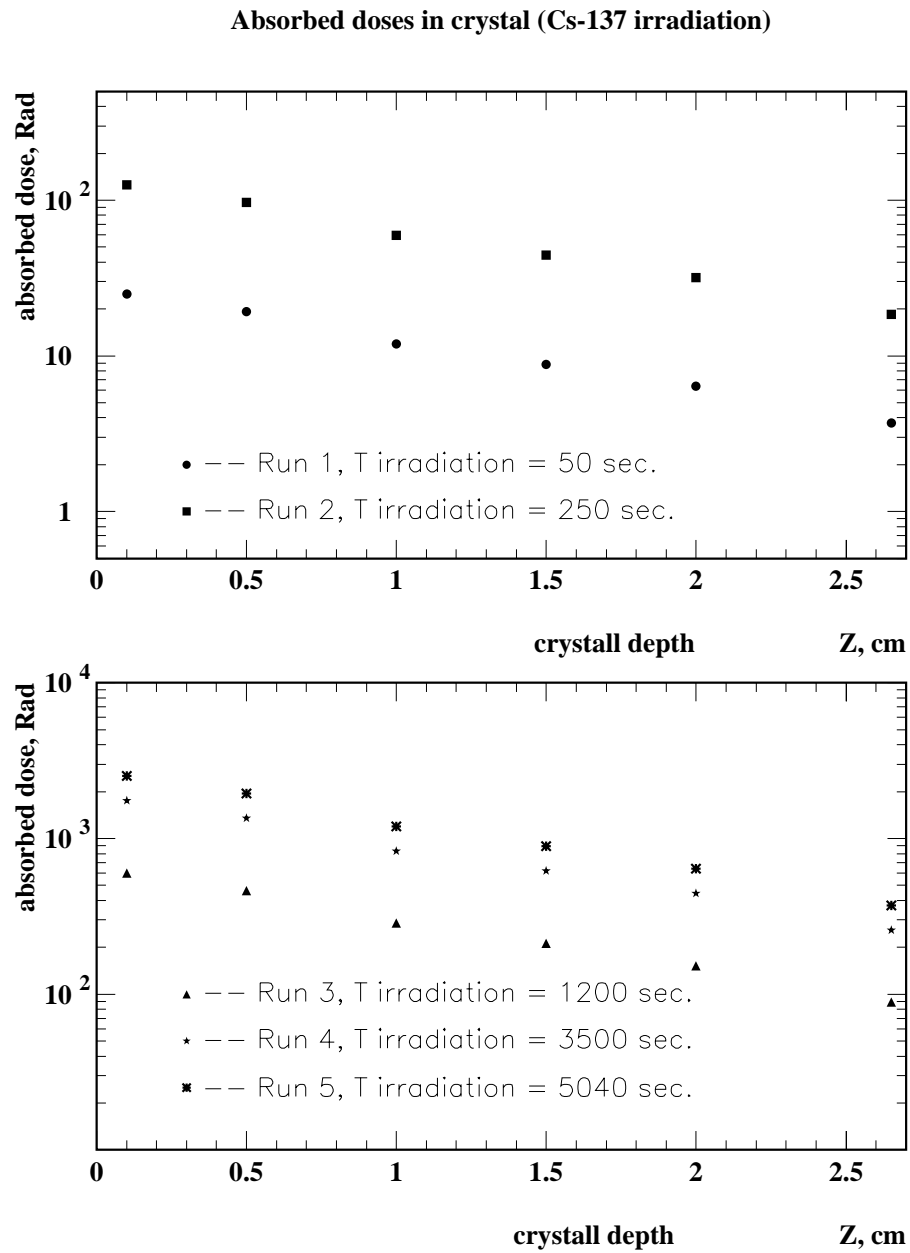 Absorbed doses in crystal (Cs-137 irradiation)
absorbed dose, Rad
10 2
10
1
● –– Run 1, T irradiation = 50 sec.
■ –– Run 2, T irradiation = 250 sec.
0 0.5 1 1.5 2 2.5
crystall depth Z, cm
absorbed dose, Rad
10 4
10 3
10 2
▲ –– Run 3, T irradiation = 1200 sec.
★ –– Run 4, T irradiation = 3500 sec.
✱ –– Run 5, T irradiation = 5040 sec.
0 0.5 1 1.5 2 2.5
crystall depth Z, cm